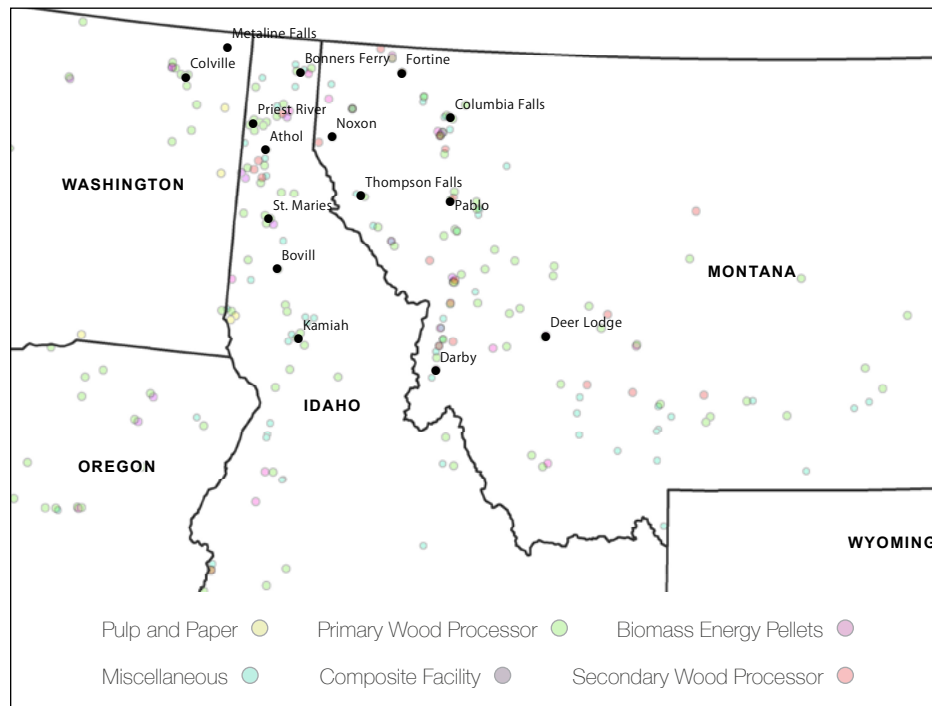 Metaline Falls
Colville
Bonners Ferry
Fortine
Priest River
Columbia Falls
Noxon
Athol
WASHINGTON
Thompson Falls
St. Maries
Pablo
Bovill
MONTANA
Kamiah
Deer Lodge
Darby
IDAHO
OREGON
WYOMING
Pulp and Paper
Primary Wood Processor
Biomass Energy Pellets
Miscellaneous
Composite Facility
Secondary Wood Processor